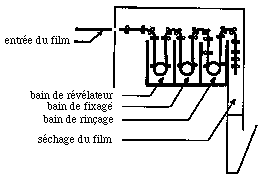 entrée du film
bain de révélateur
bain de fixage
bain de rinçage
séchage du film